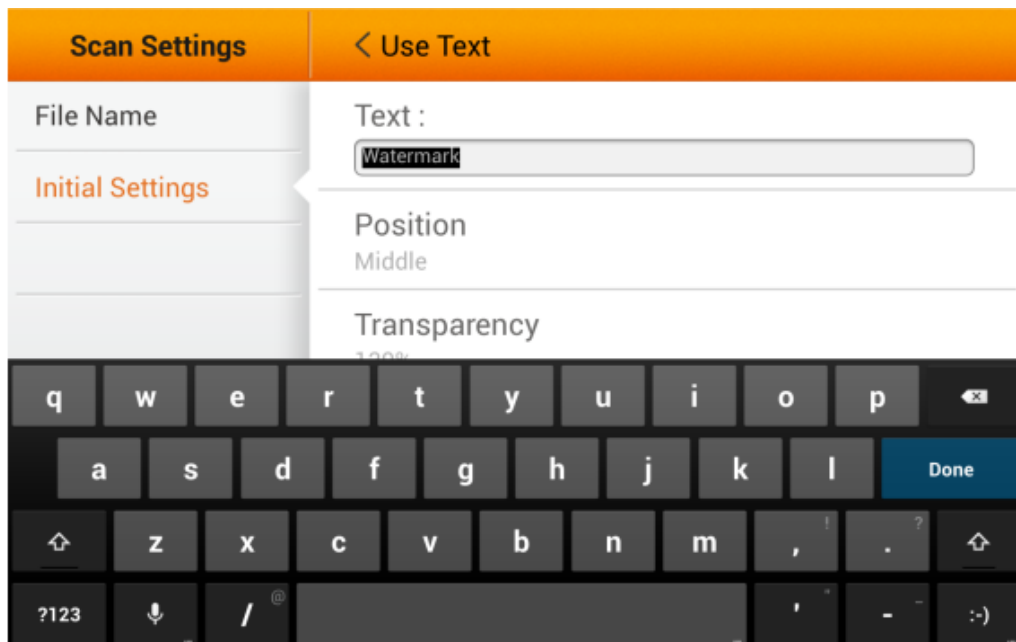 Scan Settings
Use Text
File Name
Initial Settings
Text :
Watermark
Position
Middle
Transparency
q w e r t y u i o p
a s d f g h j k l Done
z x c v b n m , ! . ?
?123 / @ ' " - _ :-)